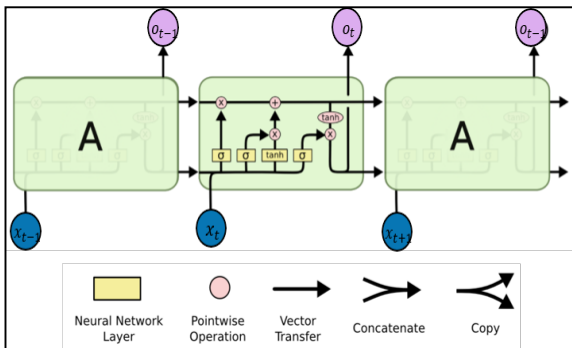 o_{t-1} o_t o_{t-1}
x + tanh
A x x A
σ σ tanh σ
x_{t-1} x_t x_{t+1}
Neural Network Layer
Pointwise Operation
Vector Transfer
Concatenate
Copy